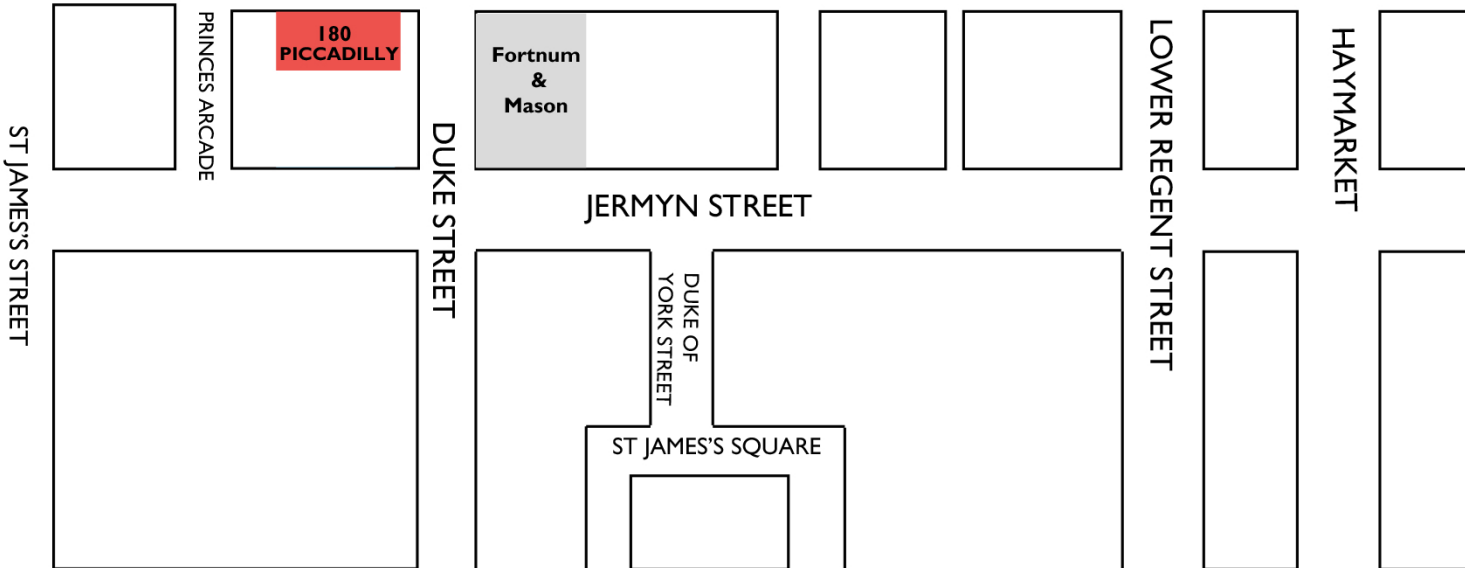 PRINCES ARCADE
180
PICCADILLY
Fortnum
&
Mason
LOWER REGENT STREET
HAYMARKET
ST JAMES'S STREET
DUKE STREET
JERMYN STREET
DUKE OF
YORK STREET
ST JAMES'S SQUARE